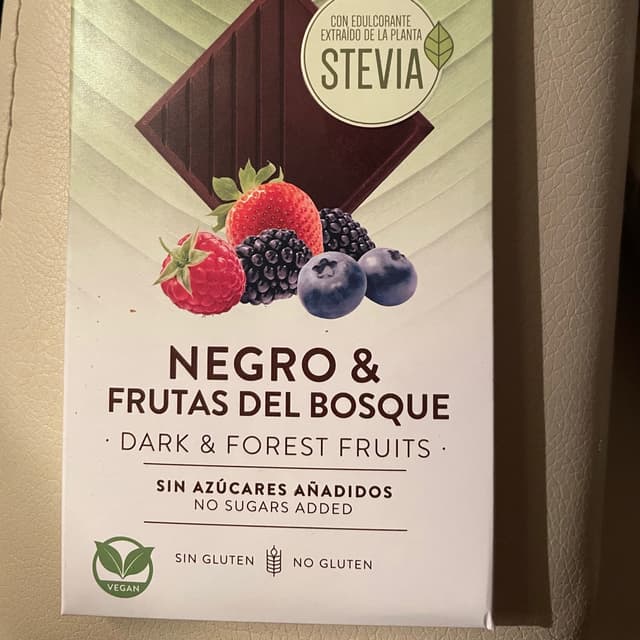 CON EDULCORANTE
EXTRAÍDO DE LA PLANTA
STEVIA
NEGRO &
FRUTAS DEL BOSQUE
· DARK & FOREST FRUITS ·
SIN AZÚCARES AÑADIDOS
NO SUGARS ADDED
SIN GLUTEN NO GLUTEN
VEGAN